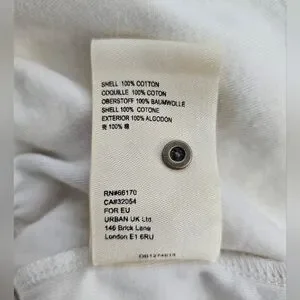 SHELL 100% COTTON
COQUILLE 100% COTON
OBERSTOFF 100% BAUMWOLLE
SHELL 100% COTONE
EXTERIOR 100% ALGODON
100% 棉
RN#66170
CA#32054
FOR EU
URBAN UK Ltd.
146 Brick Lane
London E1 6RU